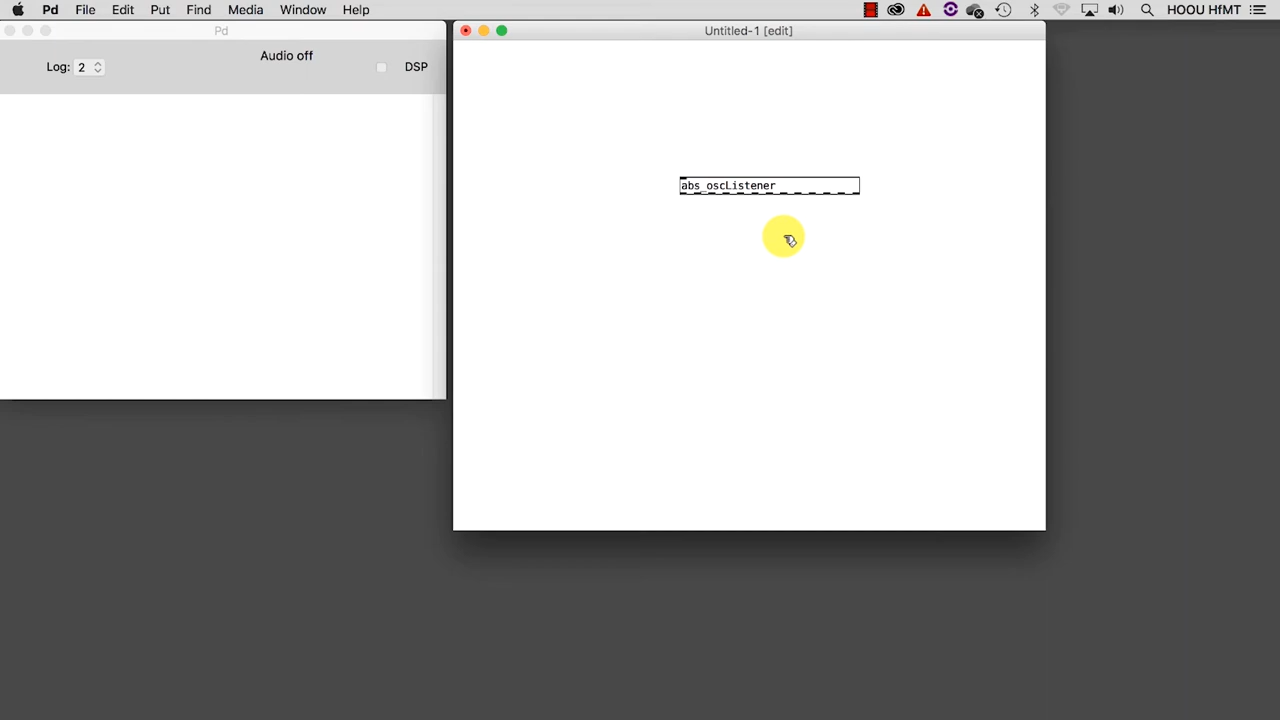 Pd File Edit Put Find Media Window Help HOOU HfMT
Pd
Untitled-1 [edit]
Audio off
Log: 2
DSP
abs_oscListener